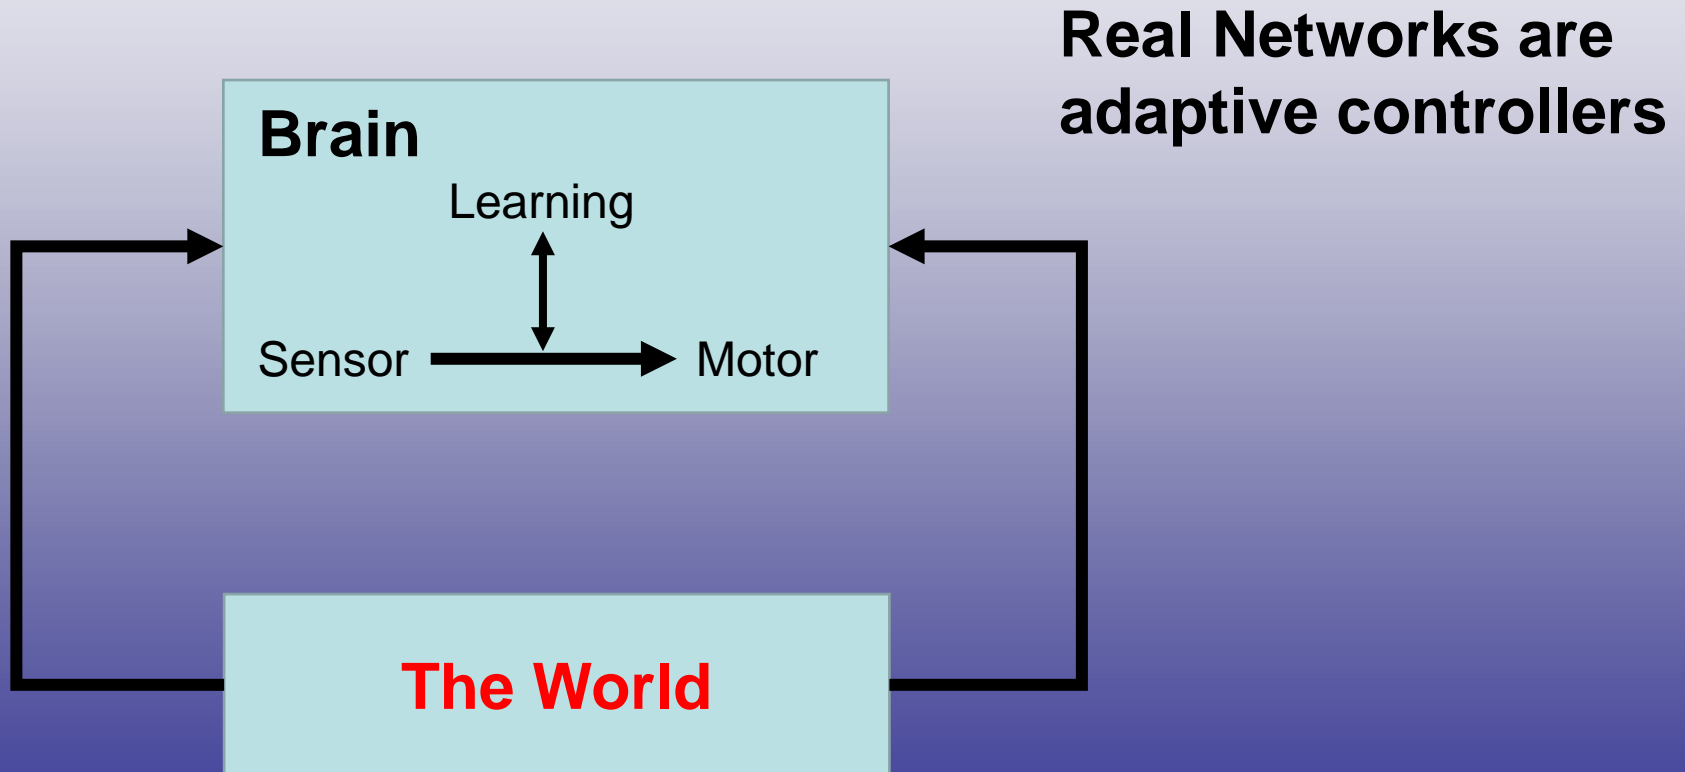 Real Networks are
adaptive controllers
Brain
Learning
Sensor
Motor
The World